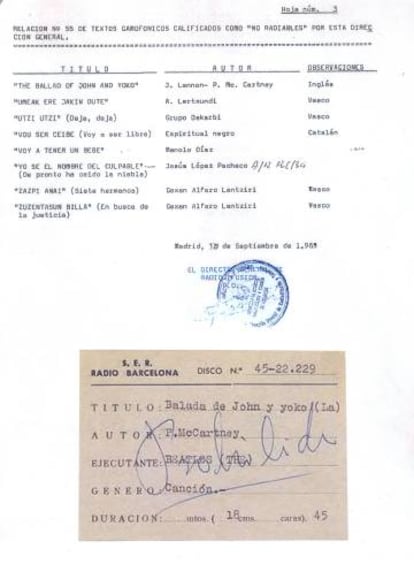 Hoja núm. 3
RELACION Nº 55 DE TEXTOS GRAMOFONICOS CALIFICADOS COMO "NO RADIABLES" POR ESTA DIREC
CION GENERAL.
T I T U L O A U T O R OBSERVACIONES
"THE BALLAD OF JOHN AND YOKO" J. Lennon- P. Mc. Cartney Inglés
"UMEAK ERE JAKIN DUTE" A. Lertxundi Vasco
"UTZI UTZI" (Deja, deja) Grupo Oskarbi Vasco
"VOU SER CEIBE (Voy a ser libre) Espiritual negro Catalán
"VOY A TENER UN BEBE" Manolo Díaz
"YO SE EL NOMBRE DEL CULPABLE" Jesús López Pacheco
(De pronto ha caído la niebla)
"ZAZPI ANAI" (Siete hermanos) Goxen Alfaro Lantziri Vasco
"ZUZENTASUN BILLA" (En busca de Goxen Alfaro Lantziri Vasco
la justicia)
Madrid, de Septiembre de 1.969
EL DIRECTOR
S. E. R.
RADIO BARCELONA DISCO N.º 45-22.229
TITULO: Balada de John y yoko (La)
AUTOR: P.McCartney
EJECUTANTE: BEATLES (THE)
GENERO: Canción.-
DURACION: mtos. ( 18 cms. caras). 45
Prohibida